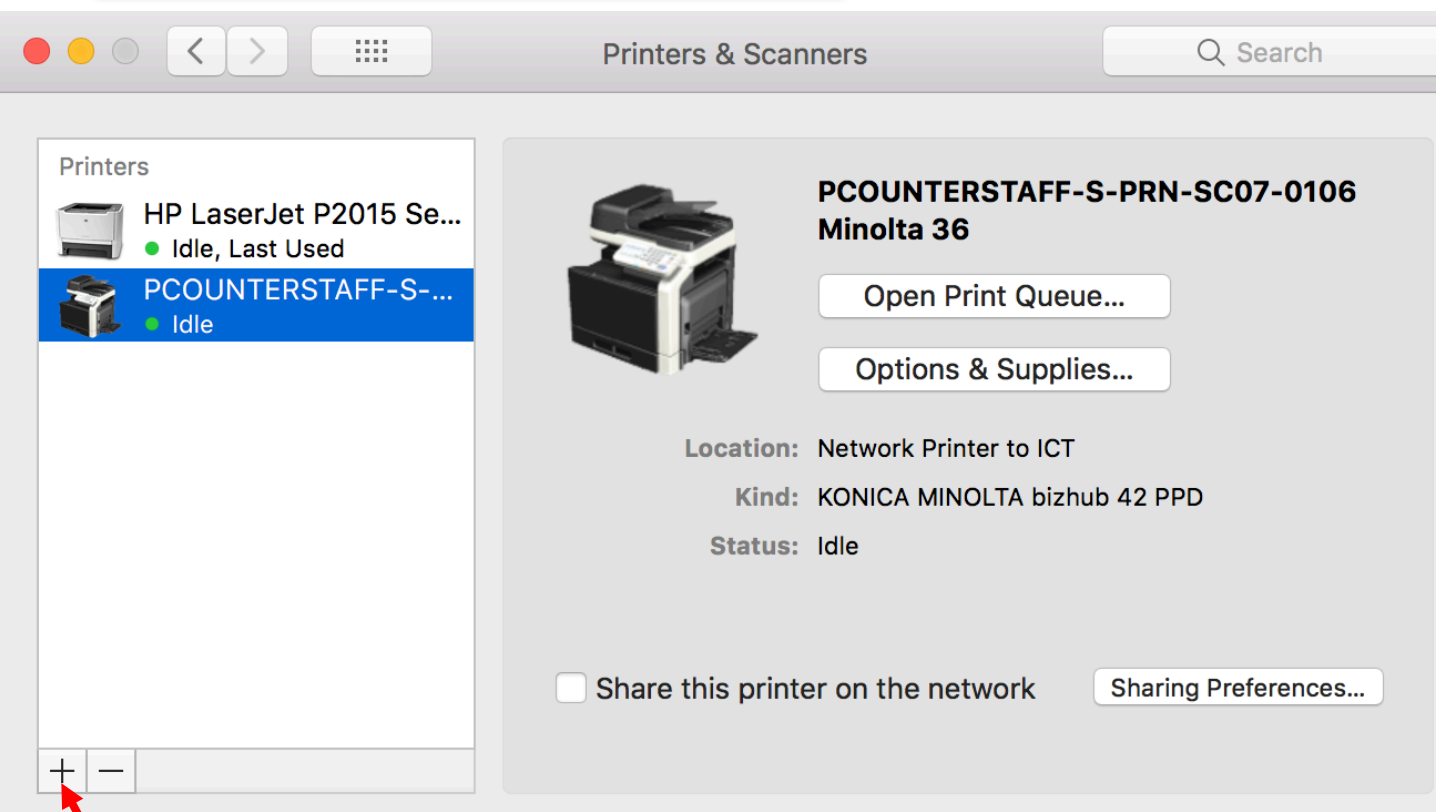 Printers & Scanners
Search
Printers
HP LaserJet P2015 Se...
Idle, Last Used
PCOUNTERSTAFF-S-...
Idle
PCOUNTERSTAFF-S-PRN-SC07-0106
Minolta 36
Open Print Queue...
Options & Supplies...
Location: Network Printer to ICT
Kind: KONICA MINOLTA bizhub 42 PPD
Status: Idle
Share this printer on the network
Sharing Preferences...